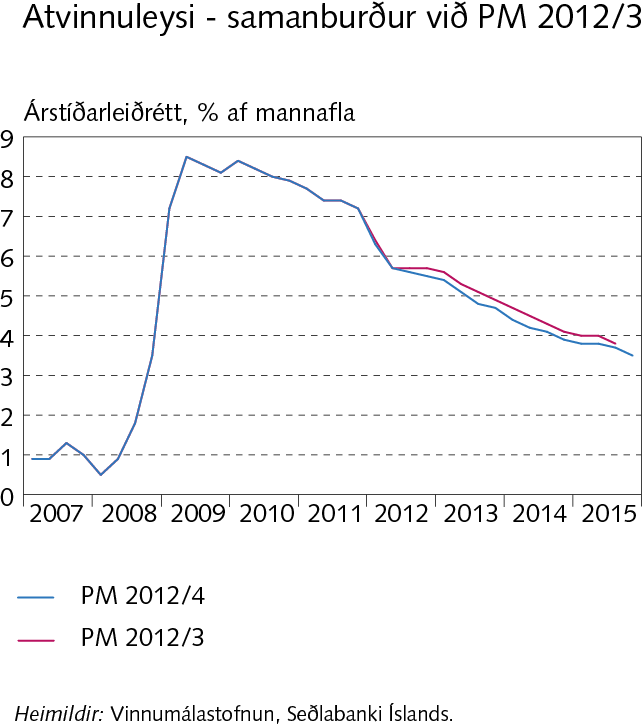 Atvinnuleysi - samanburður við PM 2012/3
Árstíðarleiðrétt, % af mannafla
9
8
7
6
5
4
3
2
1
0
2007 2008 2009 2010 2011 2012 2013 2014 2015
PM 2012/4
PM 2012/3
Heimildir: Vinnumálastofnun, Seðlabanki Íslands.